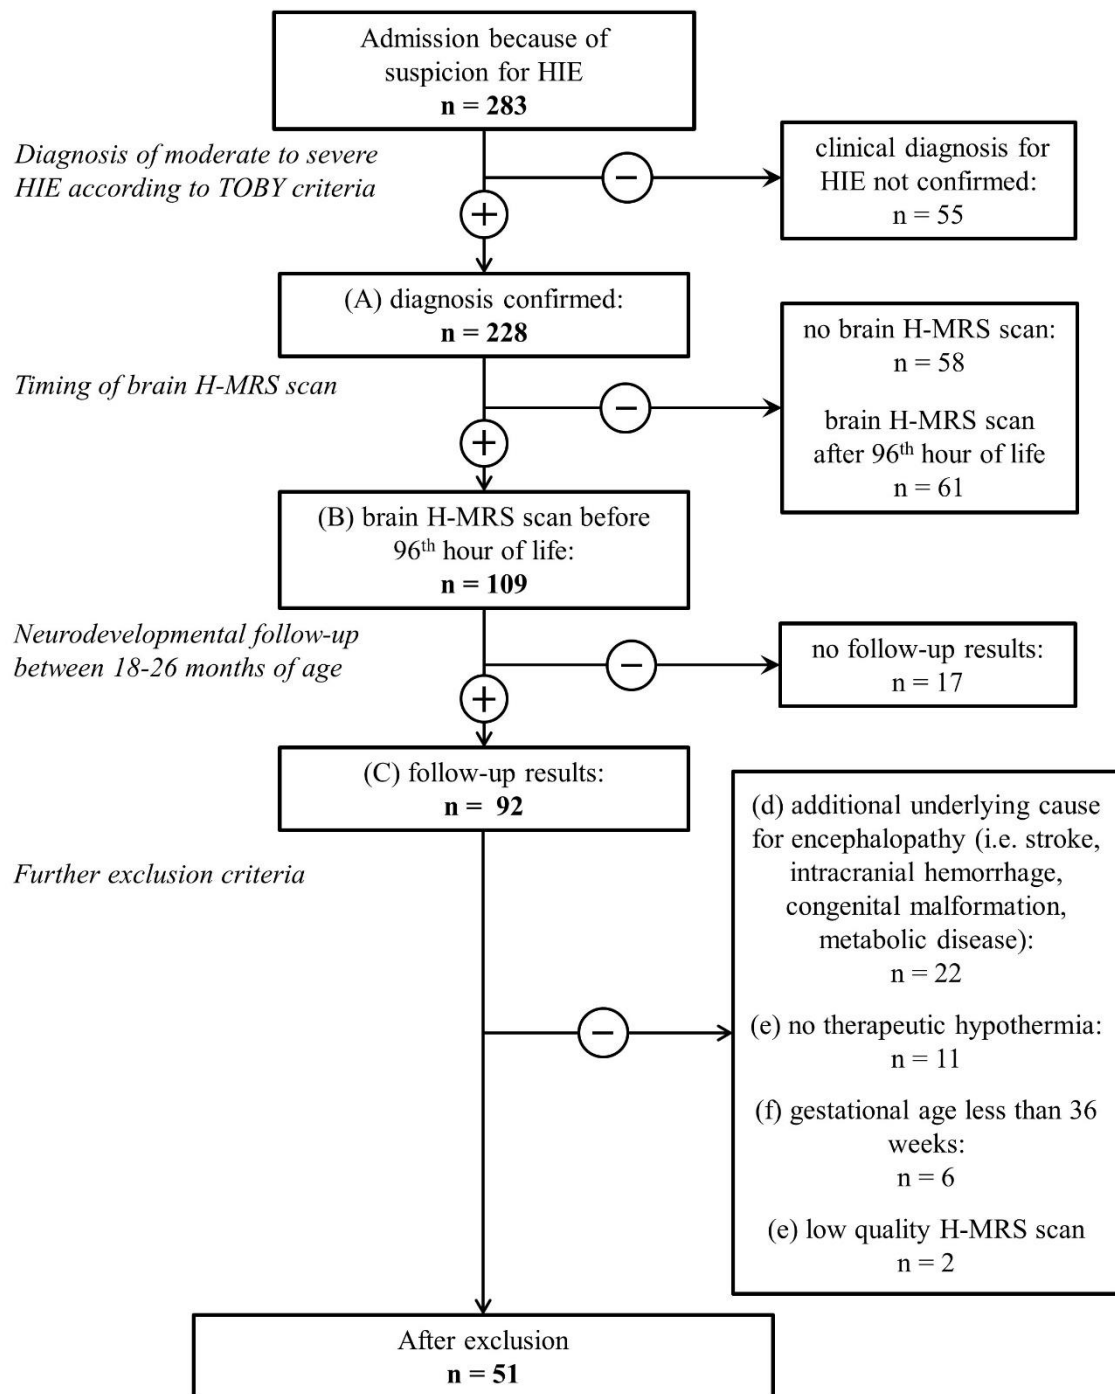 Admission because of
suspicion for HIE
n = 283
Diagnosis of moderate to severe
HIE according to TOBY criteria
clinical diagnosis for
HIE not confirmed:
n = 55
(A) diagnosis confirmed:
n = 228
Timing of brain H-MRS scan
no brain H-MRS scan:
n = 58
brain H-MRS scan
after 96th hour of life
n = 61
(B) brain H-MRS scan before
96th hour of life:
n = 109
Neurodevelopmental follow-up
between 18-26 months of age
no follow-up results:
n = 17
(C) follow-up results:
n = 92
Further exclusion criteria
(d) additional underlying cause
for encephalopathy (i.e. stroke,
intracranial hemorrhage,
congenital malformation,
metabolic disease):
n = 22
(e) no therapeutic hypothermia:
n = 11
(f) gestational age less than 36
weeks:
n = 6
(e) low quality H-MRS scan
n = 2
After exclusion
n = 51